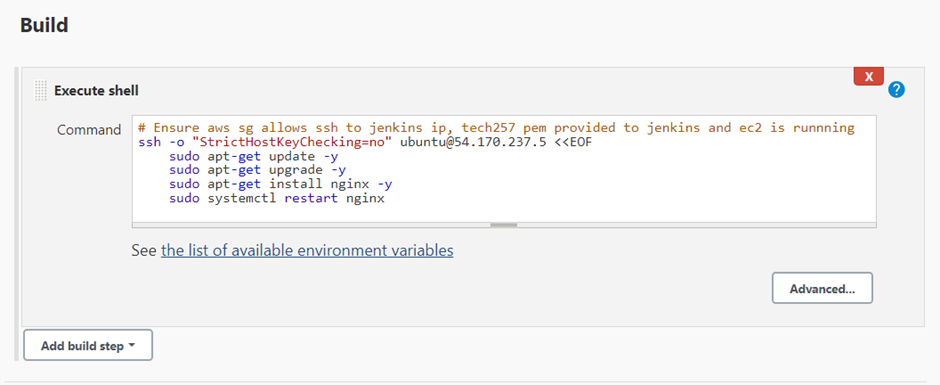 Build
X
Execute shell
?
Command
# Ensure aws sg allows ssh to jenkins ip, tech257 pem provided to jenkins and ec2 is runnning
ssh -o "StrictHostKeyChecking=no" ubuntu@54.170.237.5 <<EOF
    sudo apt-get update -y
    sudo apt-get upgrade -y
    sudo apt-get install nginx -y
    sudo systemctl restart nginx
See the list of available environment variables
Advanced...
Add build step